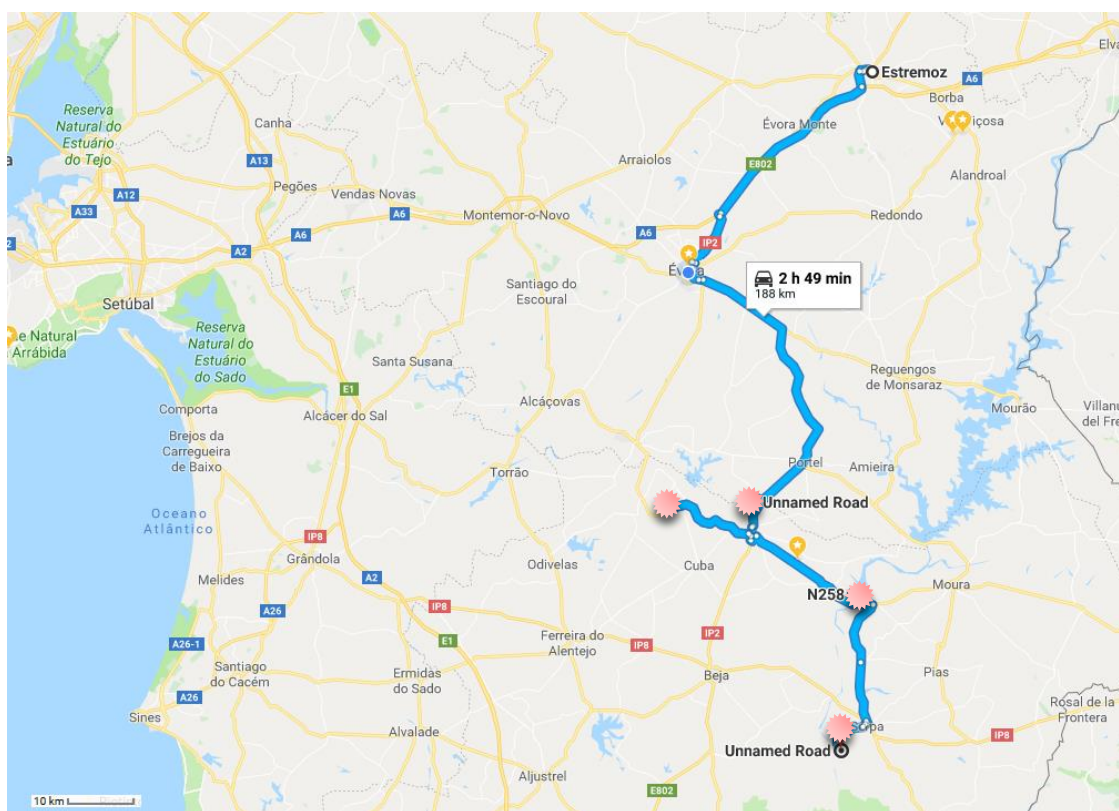 Estremoz
A6
Elva
Borba
Reserva
Natural do
Estuário
do Tejo
Canha
Évora Monte
Arraiolos
E802
Alandroal
A13
Pegões
Vendas Novas
A12
A33
A6
A6
Montemor-o-Novo
A6
IP2
Redondo
A2
Évora
2 h 49 min
188 km
Santiago do
Escoural
Setúbal
Reserva
Natural do
Estuário
do Sado
e Natural
Arrábida
Santa Susana
Reguengos
de Monsaraz
E1
Alcáçovas
Mourão
Villanu
del Fre
Comporta
Alcácer do Sal
Brejos da
Carregueira
de Baixo
Torrão
Portel
Amieira
Unnamed Road
Oceano
Atlântico
IP8
Grândola
Odivelas
Cuba
Moura
N258
Melides
A2
IP8
A26
IP2
E1
Ferreira do
Alentejo
IP8
A26-1
Santiago
do Cacém
Ermidas
do Sado
Beja
Pias
A26
Sines
Alvalade
Serpa
Rosal de la
Frontera
IP8
Unnamed Road
Aljustrel
E802
10 km